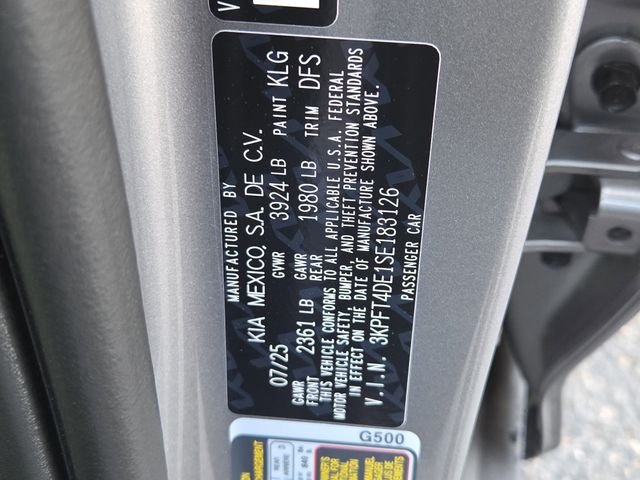 MANUFACTURED BY
KIA MEXICO, S.A. DE C.V.
07/25 GVWR 3924 LB PAINT KLG
GAWR FRONT 2361 LB GAWR REAR 1980 LB TRIM DFS
THIS VEHICLE CONFORMS TO ALL APPLICABLE U.S.A. FEDERAL
MOTOR VEHICLE SAFETY, BUMPER, AND THEFT PREVENTION STANDARDS
IN EFFECT ON THE DATE OF MANUFACTURE SHOWN ABOVE.
V.I.N. 3KPFT4DE1SE183126
PASSENGER CAR
G500